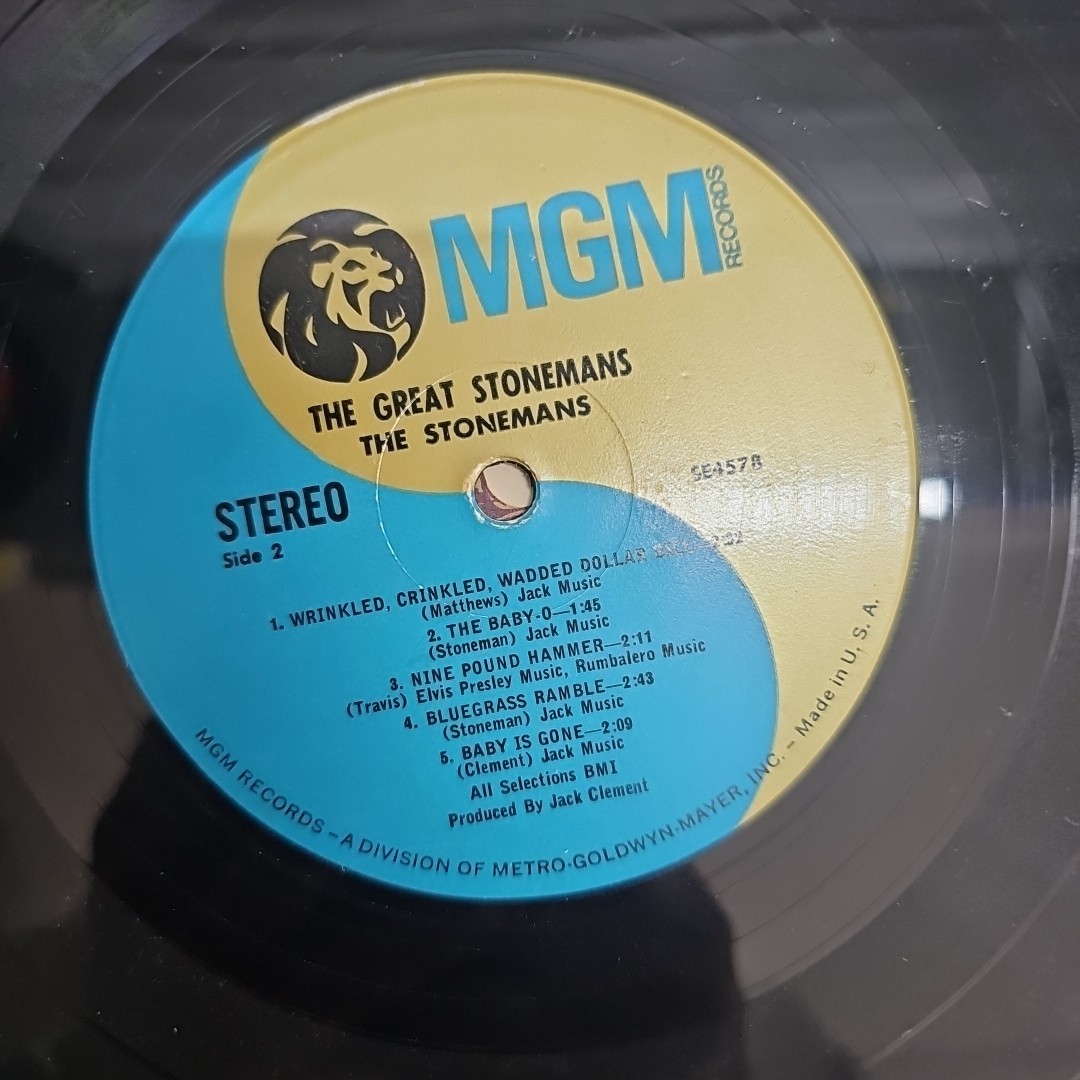 MGM RECORDS
THE GREAT STONEMANS
THE STONEMANS
SE4578
STEREO
Side 2
1. WRINKLED, CRINKLED, WADDED DOLLAR
(Matthews) Jack Music
2. THE BABY-O—1:45
(Stoneman) Jack Music
3. NINE POUND HAMMER—2:11
(Travis) Elvis Presley Music, Rumbalero Music
4. BLUEGRASS RAMBLE—2:43
(Stoneman) Jack Music
5. BABY IS GONE—2:09
(Clement) Jack Music
All Selections BMI
Produced By Jack Clement
MGM RECORDS – A DIVISION OF METRO-GOLDWYN-MAYER, INC. – Made in U. S. A.